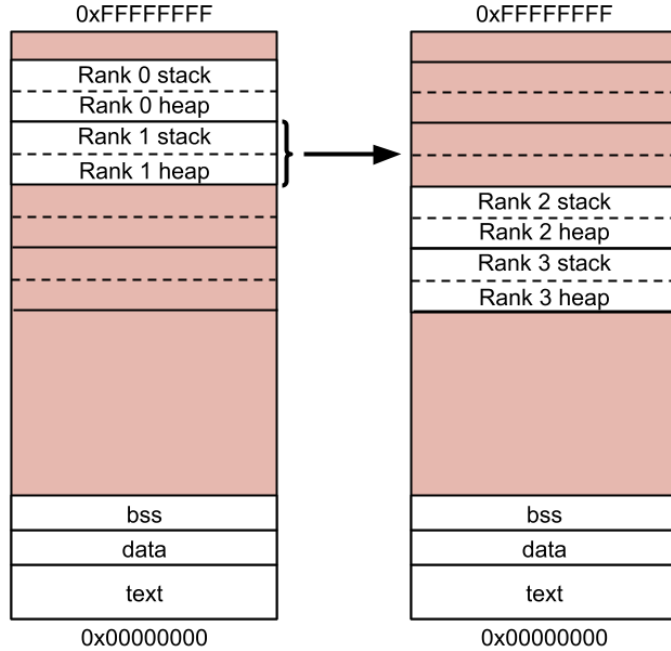 0xFFFFFFFF
Rank 0 stack
Rank 0 heap
Rank 1 stack
Rank 1 heap
bss
data
text
0x00000000
0xFFFFFFFF
Rank 2 stack
Rank 2 heap
Rank 3 stack
Rank 3 heap
bss
data
text
0x00000000